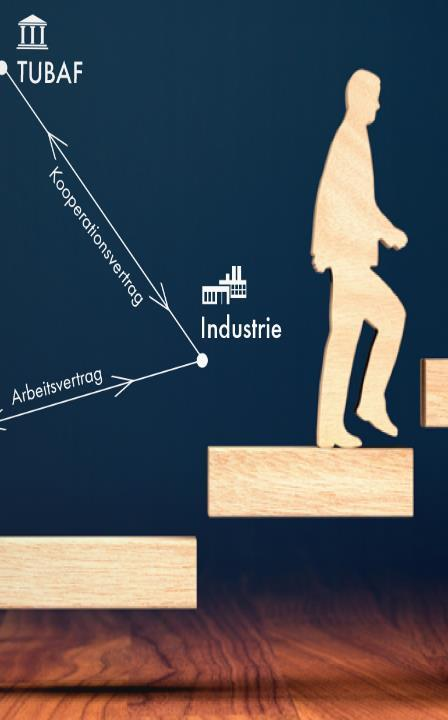 TUBAF
Kooperationsvertrag
Industrie
Arbeitsvertrag